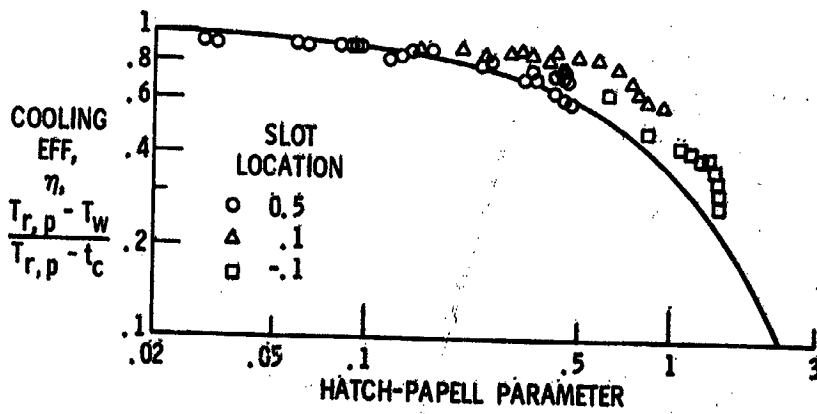 1
.8
.6
.4
.2
.1
COOLING
EFF,
η,
T_r,p - T_w
T_r,p - t_c
SLOT
LOCATION
○ 0.5
△ .1
□ -.1
.02 .05 .1 .5 1 3
HATCH-PAPELL PARAMETER